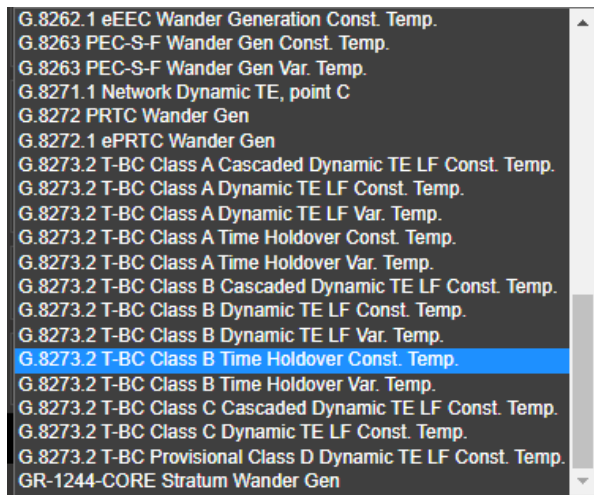 G.8262.1 eEEC Wander Generation Const. Temp.
G.8263 PEC-S-F Wander Gen Const. Temp.
G.8263 PEC-S-F Wander Gen Var. Temp.
G.8271.1 Network Dynamic TE, point C
G.8272 PRTC Wander Gen
G.8272.1 ePRTC Wander Gen
G.8273.2 T-BC Class A Cascaded Dynamic TE LF Const. Temp.
G.8273.2 T-BC Class A Dynamic TE LF Const. Temp.
G.8273.2 T-BC Class A Dynamic TE LF Var. Temp.
G.8273.2 T-BC Class A Time Holdover Const. Temp.
G.8273.2 T-BC Class A Time Holdover Var. Temp.
G.8273.2 T-BC Class B Cascaded Dynamic TE LF Const. Temp.
G.8273.2 T-BC Class B Dynamic TE LF Const. Temp.
G.8273.2 T-BC Class B Dynamic TE LF Var. Temp.
G.8273.2 T-BC Class B Time Holdover Const. Temp.
G.8273.2 T-BC Class B Time Holdover Var. Temp.
G.8273.2 T-BC Class C Cascaded Dynamic TE LF Const. Temp.
G.8273.2 T-BC Class C Dynamic TE LF Const. Temp.
G.8273.2 T-BC Provisional Class D Dynamic TE LF Const. Temp.
GR-1244-CORE Stratum Wander Gen